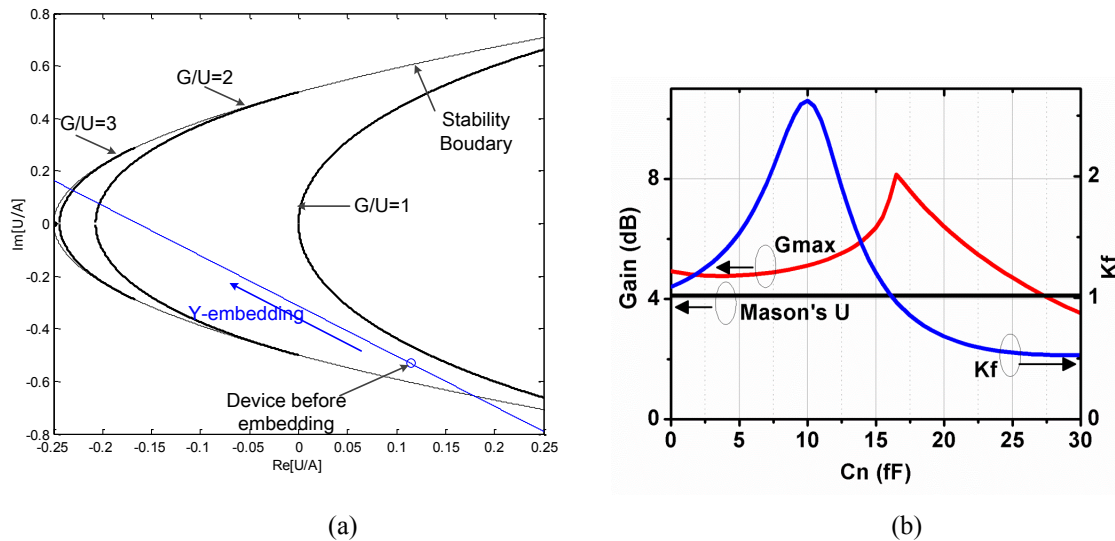 0.8
0.6
0.4
0.2
0
-0.2
-0.4
-0.6
-0.8
Im[U/A]
-0.25
-0.2
-0.15
-0.1
-0.05
0
0.05
0.1
0.15
0.2
0.25
Re[U/A]
G/U=2
G/U=3
Stability
Boudary
G/U=1
Y-embedding
Device before
embedding
(a)
8
4
0
Gain (dB)
0
5
10
15
20
25
30
Cn (fF)
2
1
0
Kf
Gmax
Mason's U
Kf
(b)